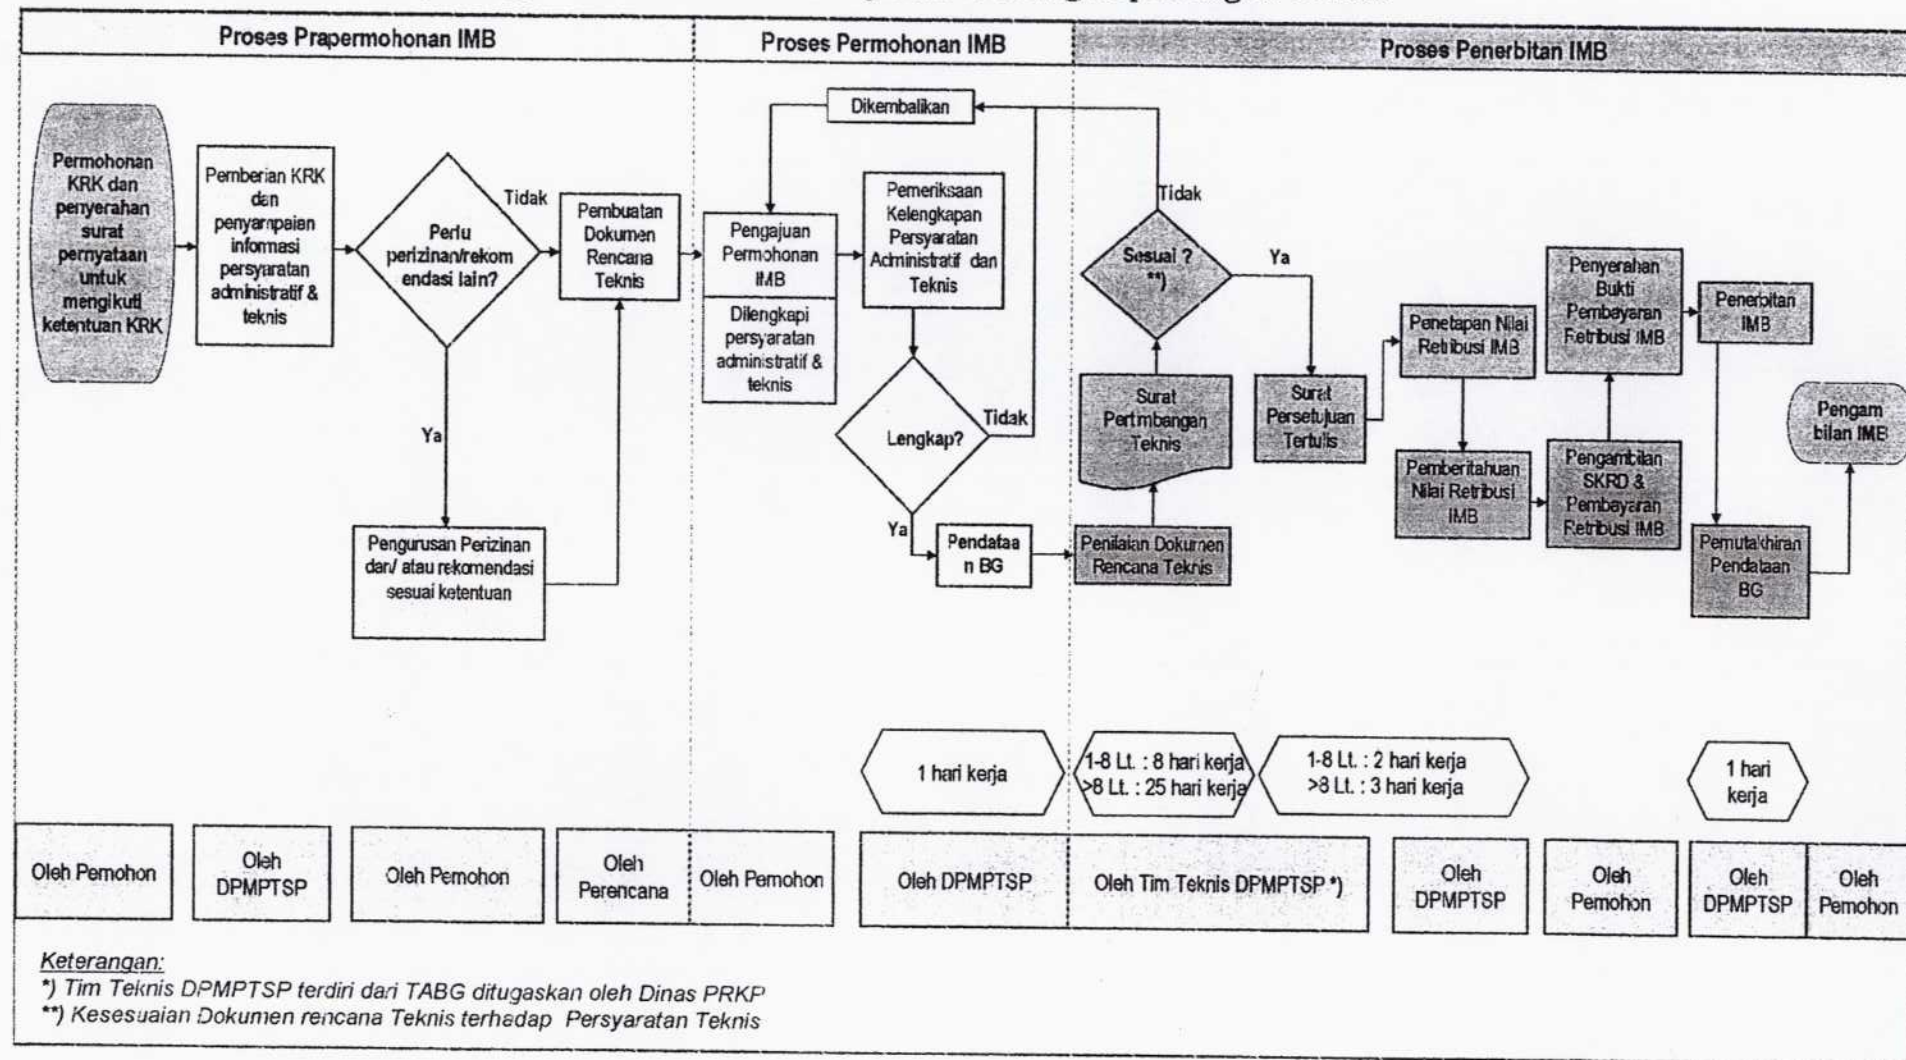 Proses Prapermohonan IMB
Proses Permohonan IMB
Proses Penerbitan IMB
Permohonan
KRK dan
penyerahan
surat
pernyataan
untuk
mengikuti
ketentuan KRK
Pemberian KRK
dan
penyampaian
informasi
persyaratan
administratif &
teknis
Perlu
perizinan/rekom
endasi lain?
Tidak
Ya
Pembuatan
Dokumen
Rencana
Teknis
Pengurusan Perizinan
dan/ atau rekomendasi
sesuai ketentuan
Dikembalikan
Pengajuan
Permohonan
IMB
Dilengkapi
persyaratan
administratif &
teknis
Pemeriksaan
Kelengkapan
Persyaratan
Administratif dan
Teknis
Lengkap?
Tidak
Ya
Pendataa
n BG
Penilaian Dokumen
Rencana Teknis
Surat
Pertimbangan
Teknis
Sesuai ?
**)
Tidak
Ya
Surat
Persetujuan
Tertulis
Penetapan Nilai
Retribusi IMB
Pemberitahuan
Nilai Retribusi
IMB
Pengambilan
SKRD &
Pembayaran
Retribusi IMB
Penyerahan
Bukti
Pembayaran
Retribusi IMB
Penerbitan
IMB
Pemutakhiran
Pendataan
BG
Pengam
bilan IMB
1 hari kerja
1-8 Lt. : 8 hari kerja
>8 Lt. : 25 hari kerja
1-8 Lt. : 2 hari kerja
>8 Lt. : 3 hari kerja
1 hari
kerja
Oleh Pemohon
Oleh
DPMPTSP
Oleh Pemohon
Oleh
Perencana
Oleh Pemohon
Oleh DPMPTSP
Oleh Tim Teknis DPMPTSP *)
Oleh
DPMPTSP
Oleh
Pemohon
Oleh
DPMPTSP
Oleh
Pemohon
Keterangan:
*) Tim Teknis DPMPTSP terdiri dari TABG ditugaskan oleh Dinas PRKP
**) Kesesuaian Dokumen rencana Teknis terhadap Persyaratan Teknis